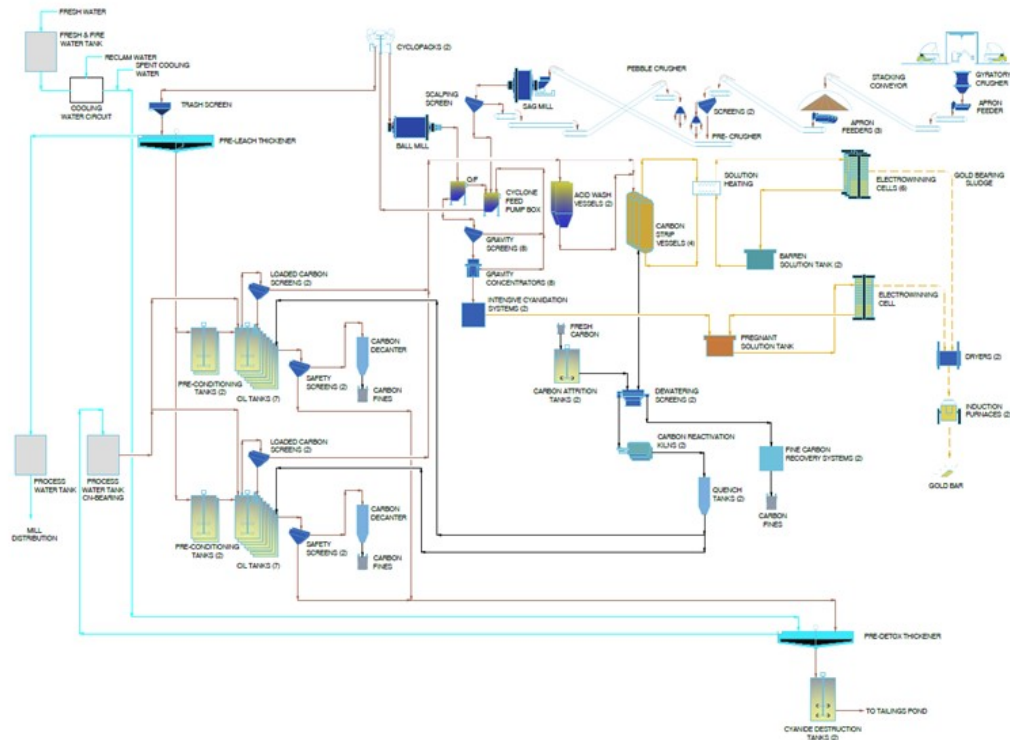 FRESH WATER
FRESH & FIRE
WATER TANK
RECLAM WATER
SPENT COOLING
WATER
COOLING
WATER CIRCUIT
TRASH SCREEN
PRE-LEACH THICKENER
CYCLOPACKS (2)
BALL MILL
SCALPING
SCREEN
SAG MILL
PEBBLE CRUSHER
SCREENS (2)
PRE- CRUSHER
STACKING
CONVEYOR
APRON
FEEDERS (3)
GYRATORY
CRUSHER
APRON
FEEDER
O/F
CYCLONE
FEED
PUMP BOX
GRAVITY
SCREENS (8)
GRAVITY
CONCENTRATORS (8)
INTENSIVE CYANIDATION
SYSTEMS (2)
ACID WASH
VESSELS (2)
CARBON
STRIP
VESSELS (4)
SOLUTION
HEATING
ELECTROWINNING
CELLS (6)
GOLD BEARING
SLUDGE
BARREN
SOLUTION TANK (2)
ELECTROWINNING
CELL
PREGNANT
SOLUTION TANK
DRYERS (2)
INDUCTION
FURNACES (2)
GOLD BAR
LOADED CARBON
SCREENS (2)
PRE-CONDITIONING
TANKS (2)
CIL TANKS (7)
SAFETY
SCREENS (2)
CARBON
DECANTER
CARBON
FINES
FRESH
CARBON
CARBON ATTRITION
TANKS (2)
DEWATERING
SCREENS (2)
CARBON REACTIVATION
KILNS (2)
FINE CARBON
RECOVERY SYSTEMS (2)
QUENCH
TANKS (2)
CARBON
FINES
PROCESS
WATER TANK
MILL
DISTRIBUTION
PROCESS
WATER TANK
CN-BEARING
LOADED CARBON
SCREENS (2)
PRE-CONDITIONING
TANKS (2)
CIL TANKS (7)
SAFETY
SCREENS (2)
CARBON
DECANTER
CARBON
FINES
PRE-DETOX THICKENER
TO TAILINGS POND
CYANIDE DESTRUCTION
TANKS (2)